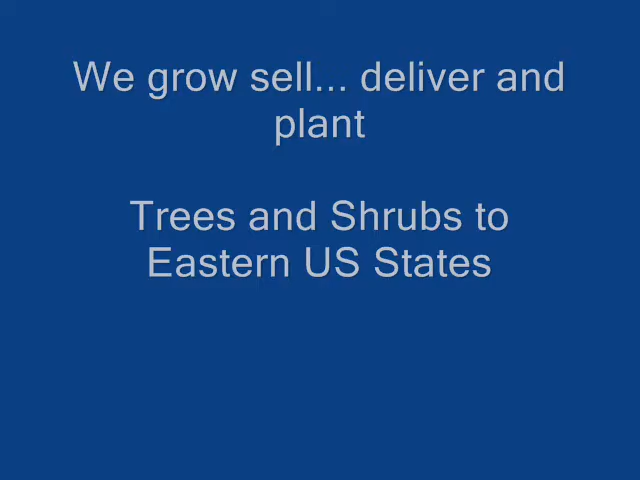 We grow sell... deliver and
plant
Trees and Shrubs to
Eastern US States